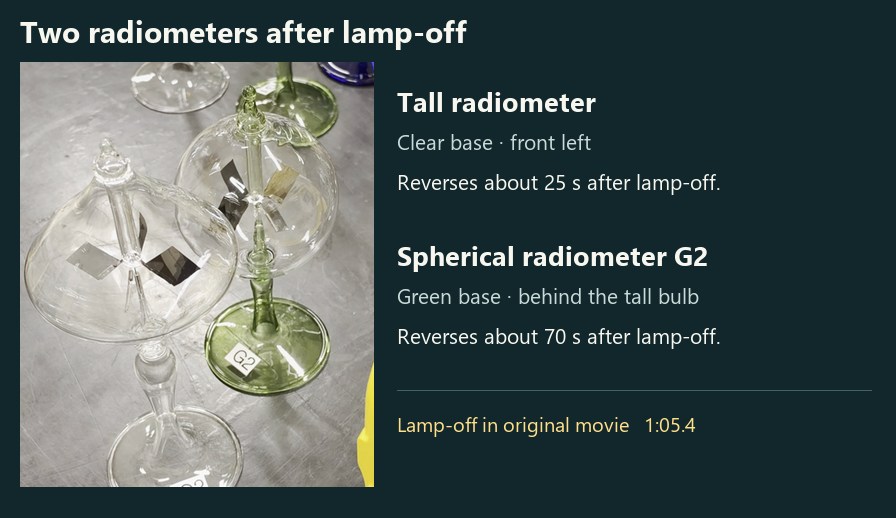 Two radiometers after lamp-off
Tall radiometer
Clear base · front left
Reverses about 25 s after lamp-off.
Spherical radiometer G2
Green base · behind the tall bulb
Reverses about 70 s after lamp-off.
G2
Lamp-off in original movie 1:05.4